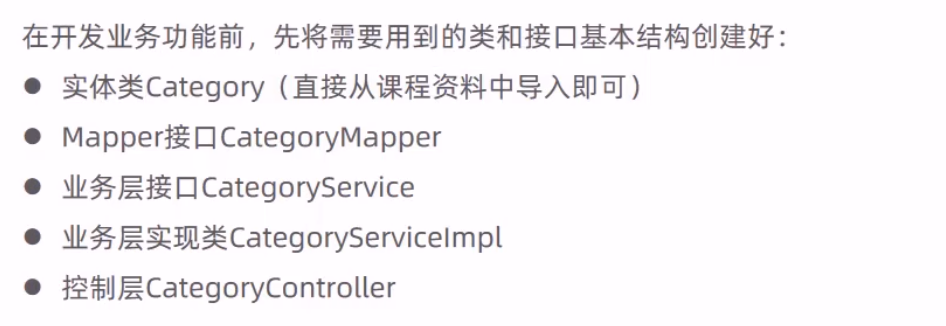 在开发业务功能前，先将需要用到的类和接口基本结构创建好：
● 实体类Category（直接从课程资料中导入即可）
● Mapper接口CategoryMapper
● 业务层接口CategoryService
● 业务层实现类CategoryServiceImpl
● 控制层CategoryController